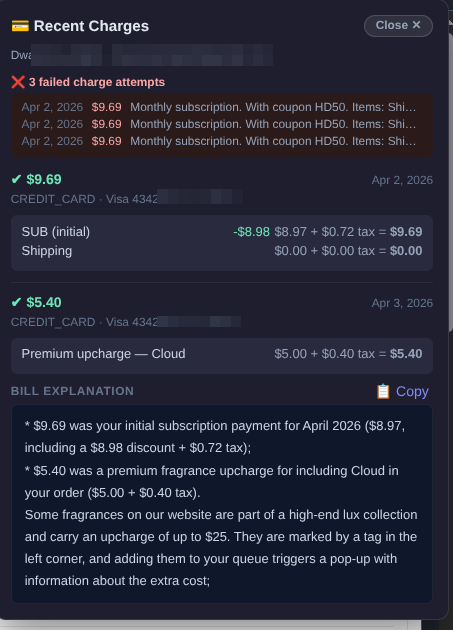 💳 Recent Charges
Close ✕
❌ 3 failed charge attempts
Apr 2, 2026 $9.69 Monthly subscription. With coupon HD50. Items: Shi...
Apr 2, 2026 $9.69 Monthly subscription. With coupon HD50. Items: Shi...
Apr 2, 2026 $9.69 Monthly subscription. With coupon HD50. Items: Shi...
✔ $9.69 Apr 2, 2026
CREDIT_CARD · Visa 4342
SUB (initial) -$8.98 $8.97 + $0.72 tax = $9.69
Shipping $0.00 + $0.00 tax = $0.00
✔ $5.40 Apr 3, 2026
CREDIT_CARD · Visa 4342
Premium upcharge — Cloud $5.00 + $0.40 tax = $5.40
BILL EXPLANATION 📋 Copy
* $9.69 was your initial subscription payment for April 2026 ($8.97,
including a $8.98 discount + $0.72 tax);
* $5.40 was a premium fragrance upcharge for including Cloud in
your order ($5.00 + $0.40 tax).
Some fragrances on our website are part of a high-end lux collection
and carry an upcharge of up to $25. They are marked by a tag in the
left corner, and adding them to your queue triggers a pop-up with
information about the extra cost;